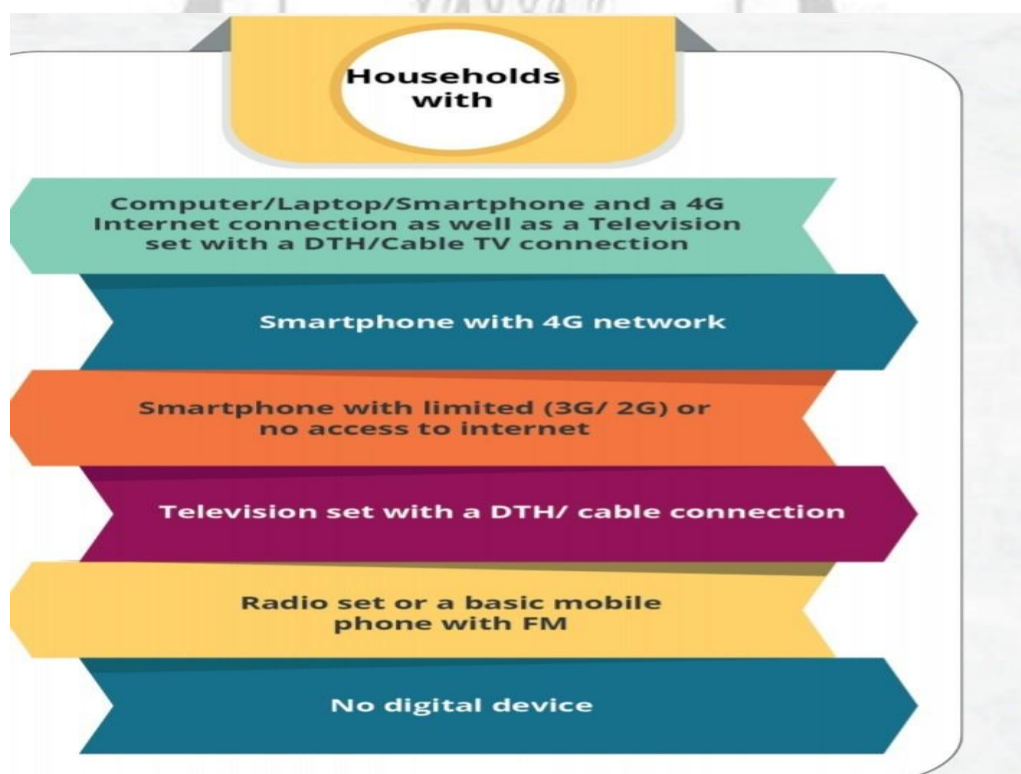 Households
with
Computer/Laptop/Smartphone and a 4G
Internet connection as well as a Television
set with a DTH/Cable TV connection
Smartphone with 4G network
Smartphone with limited (3G/ 2G) or
no access to internet
Television set with a DTH/ cable connection
Radio set or a basic mobile
phone with FM
No digital device